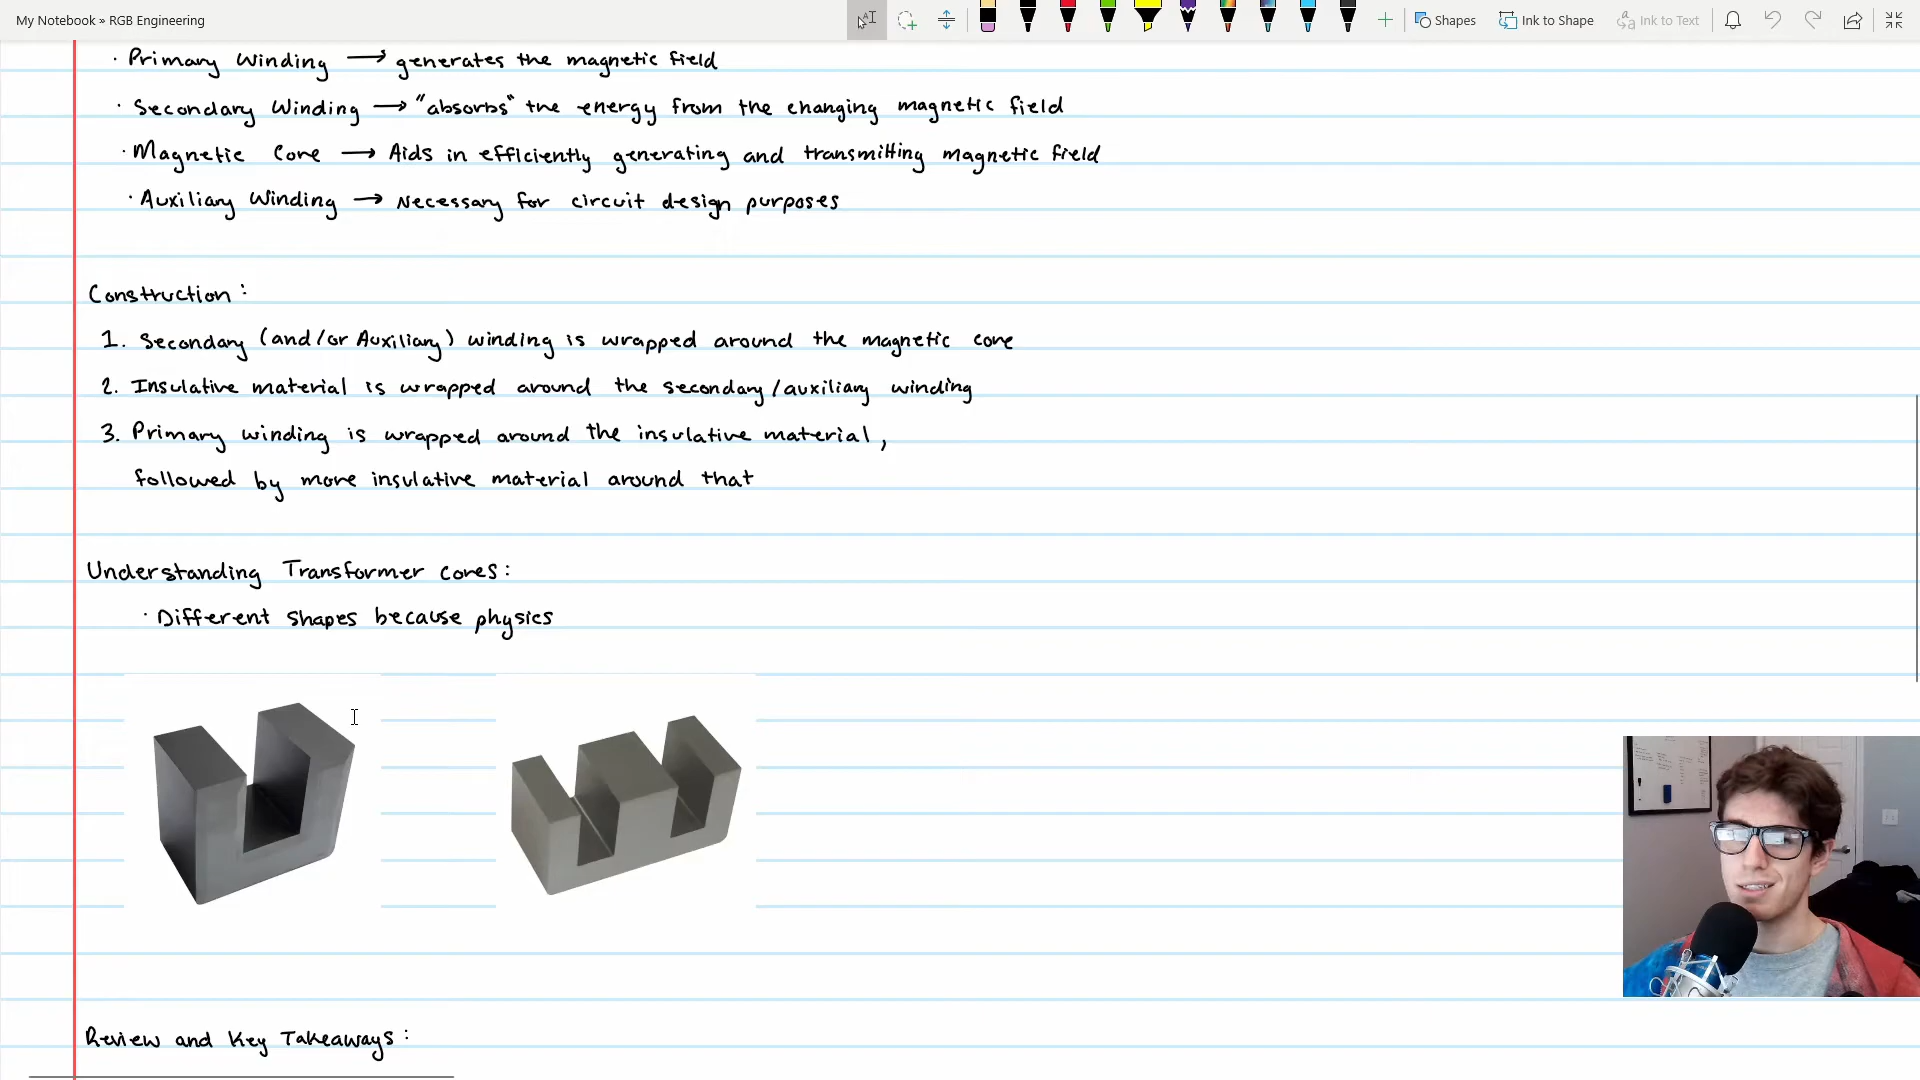 My Notebook » RGB Engineering
Shapes
Ink to Shape
Ink to Text
· Primary Winding → generates the magnetic field
· Secondary Winding → "absorbs" the energy from the changing magnetic field
· Magnetic Core → Aids in efficiently generating and transmitting magnetic field
· Auxiliary Winding → Necessary for circuit design purposes
Construction:
1. Secondary (and/or Auxiliary) winding is wrapped around the magnetic core
2. Insulative material is wrapped around the secondary/auxiliary winding
3. Primary winding is wrapped around the insulative material,
followed by more insulative material around that
Understanding Transformer Cores:
· Different shapes because physics
Review and Key Takeaways: